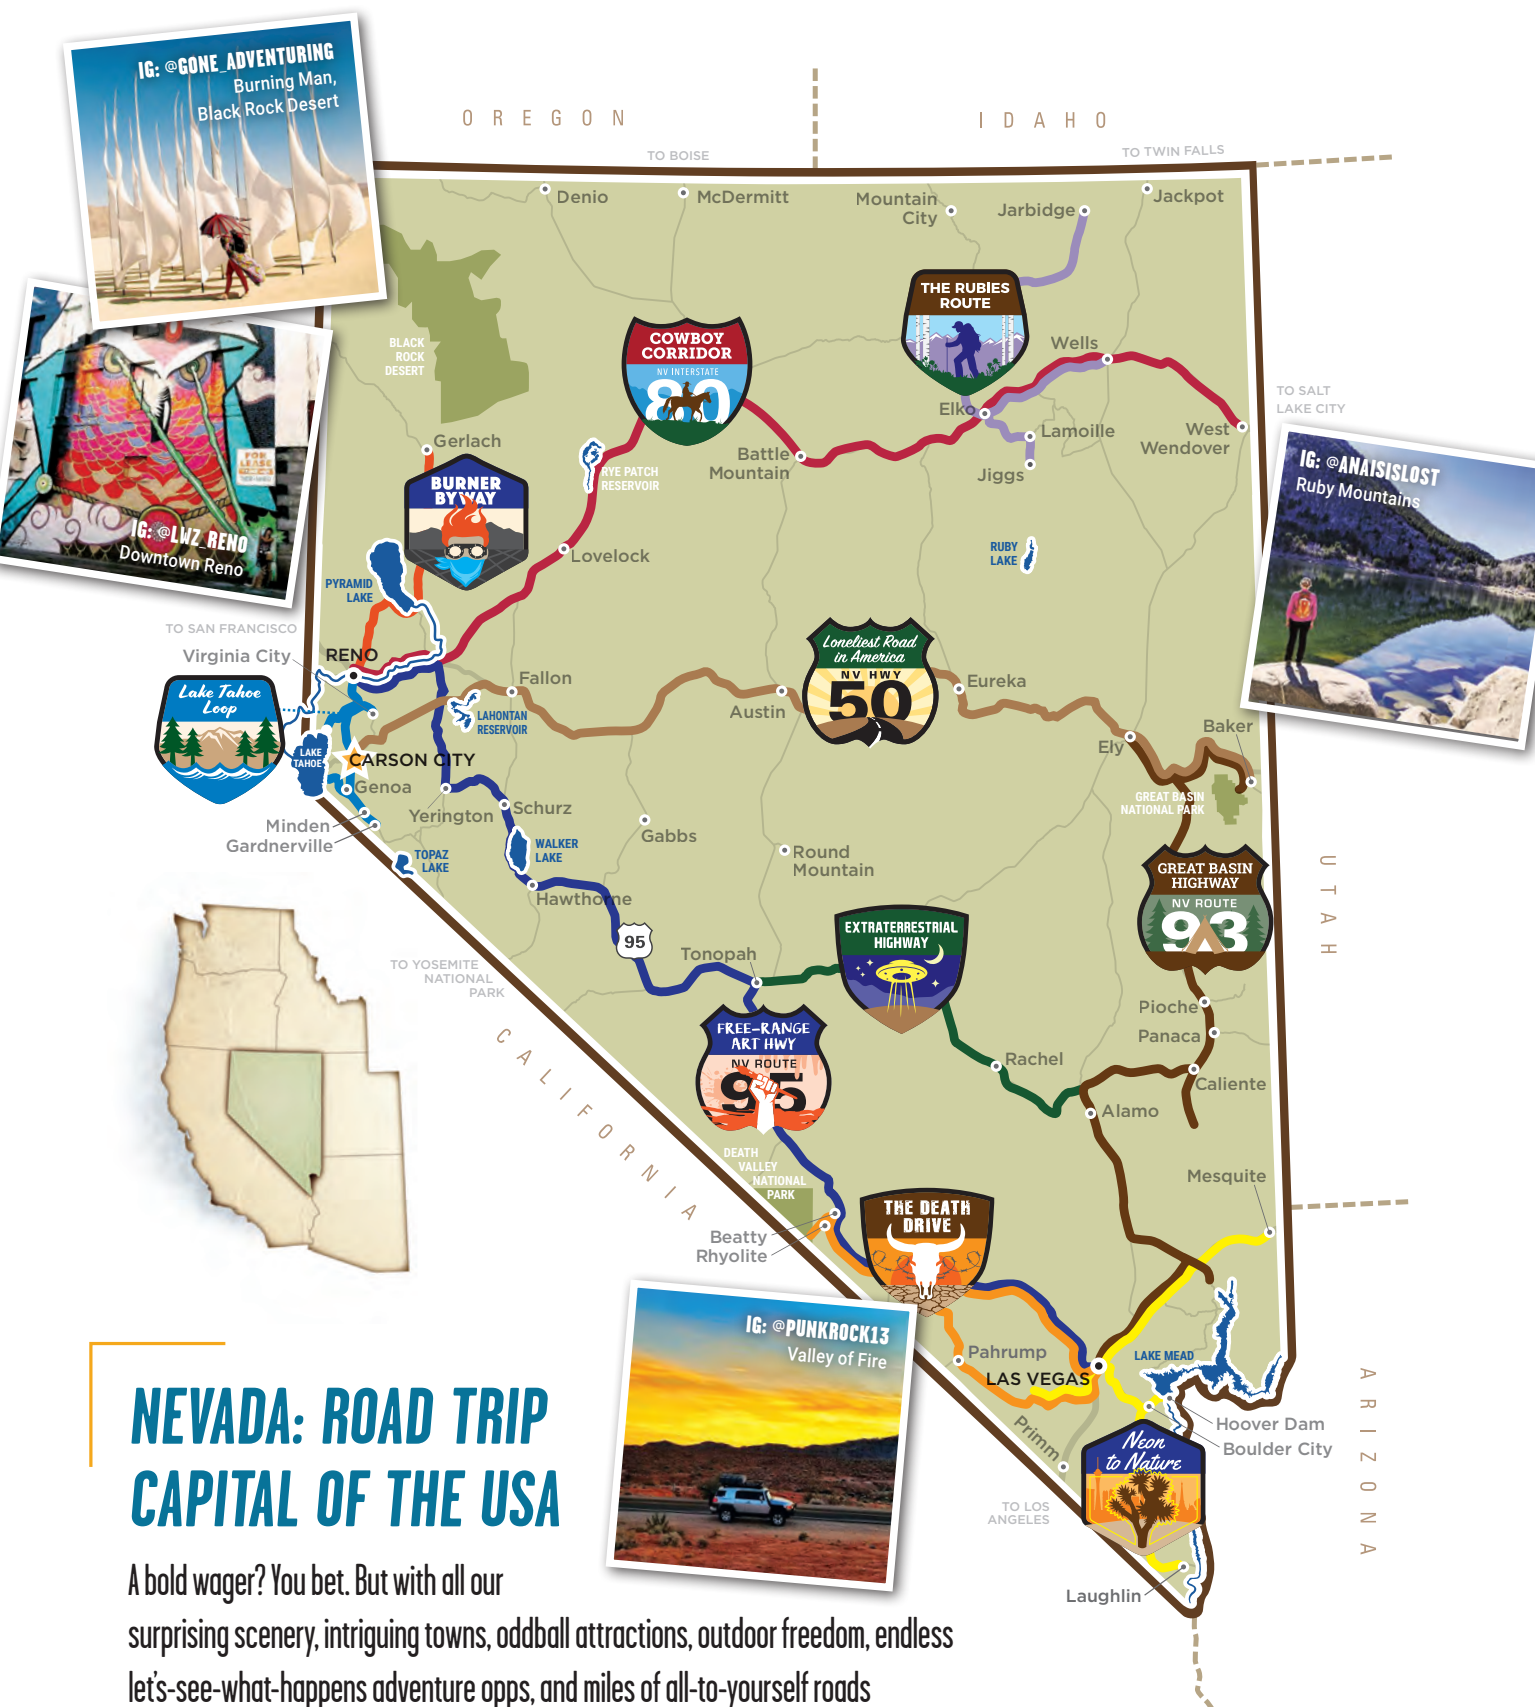 IG: @GONE_ADVENTURING
Burning Man,
Black Rock Desert
OREGON
IDAHO
TO BOISE
TO TWIN FALLS
Denio
McDermitt
Mountain
City
Jarbidge
Jackpot
BLACK
ROCK
DESERT
THE RUBIES
ROUTE
COWBOY
CORRIDOR
NV INTERSTATE
80
Wells
Elko
Lamoille
Jiggs
West
Wendover
TO SALT
LAKE CITY
Battle
Mountain
Gerlach
RYE PATCH
RESERVOIR
BURNER
BYWAY
FOR
LEASE
IG: @LWZ_RENO
Downtown Reno
IG: @ANAISISLOST
Ruby Mountains
Lovelock
RUBY
LAKE
PYRAMID
LAKE
TO SAN FRANCISCO
Virginia City
RENO
Lake Tahoe
Loop
Fallon
LAHONTAN
RESERVOIR
Austin
Loneliest Road
in America
NV HWY
50
Eureka
Ely
Baker
GREAT BASIN
NATIONAL PARK
LAKE
TAHOE
CARSON CITY
Genoa
Minden
Gardnerville
Yerington
Schurz
TOPAZ
LAKE
WALKER
LAKE
Gabbs
Round
Mountain
Hawthorne
95
GREAT BASIN
HIGHWAY
NV ROUTE
93
UTAH
TO YOSEMITE
NATIONAL
PARK
Tonopah
EXTRATERRESTRIAL
HIGHWAY
FREE-RANGE
ART HWY
NV ROUTE
95
Pioche
Panaca
Caliente
Rachel
Alamo
CALIFORNIA
DEATH
VALLEY
NATIONAL
PARK
Beatty
Rhyolite
THE DEATH
DRIVE
Mesquite
IG: @PUNKROCK13
Valley of Fire
Pahrump
LAS VEGAS
LAKE MEAD
Primm
Hoover Dam
Boulder City
Neon
to Nature
TO LOS
ANGELES
Laughlin
ARIZONA
NEVADA: ROAD TRIP
CAPITAL OF THE USA
A bold wager? You bet. But with all our
surprising scenery, intriguing towns, oddball attractions, outdoor freedom, endless
let's-see-what-happens adventure opps, and miles of all-to-yourself roads